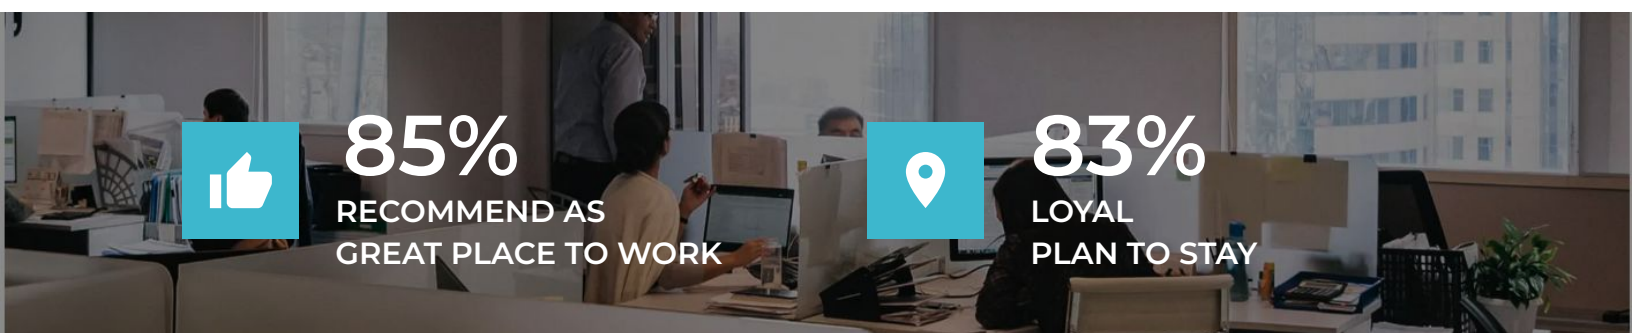 85%
RECOMMEND AS
GREAT PLACE TO WORK
83%
LOYAL
PLAN TO STAY